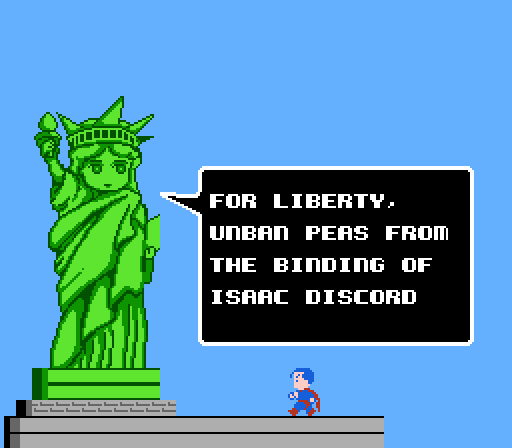 FOR LIBERTY,
UNBAN PEAS FROM
THE BINDING OF
ISAAC DISCORD